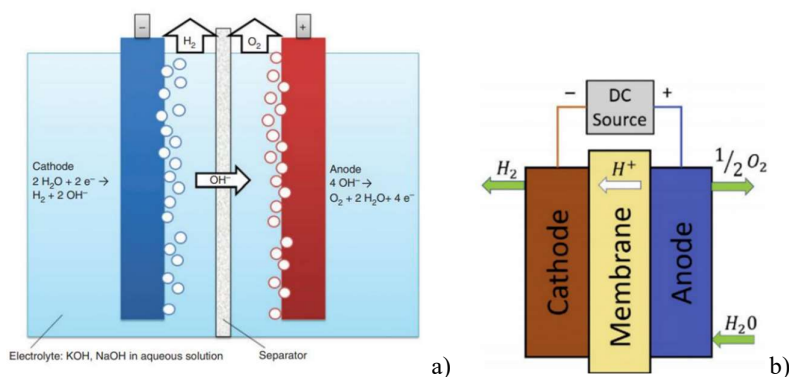 −
H₂
O₂
+
Cathode
2 H₂O + 2 e⁻ →
H₂ + 2 OH⁻
OH⁻
Anode
4 OH⁻ →
O₂ + 2 H₂O+ 4 e⁻
Electrolyte: KOH, NaOH in aqueous solution
Separator
a)
−
DC
Source
+
H₂
H⁺
1/2 O₂
Cathode
Membrane
Anode
H₂0
b)